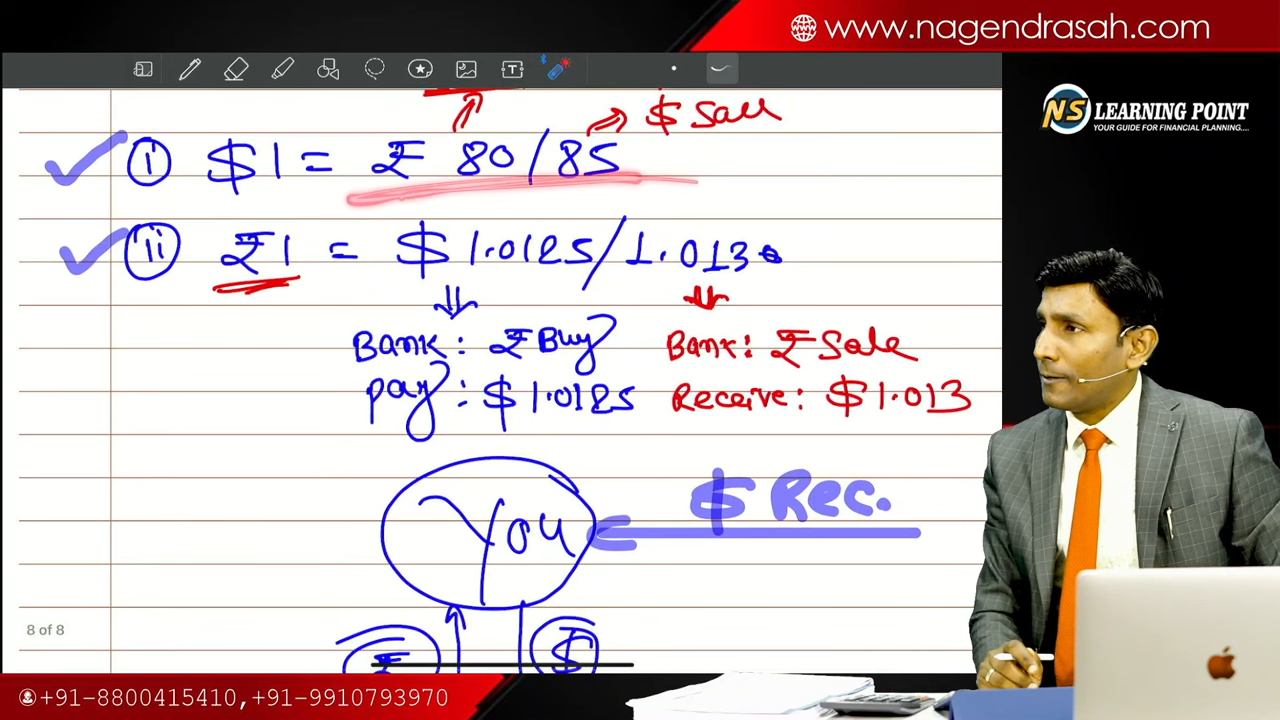 www.nagendrasah.com
NS LEARNING POINT
YOUR GUIDE FOR FINANCIAL PLANNING....
$ Sale
(i) $1 = ₹ 80/85
(ii) ₹1 = $ 1.0125/1.013
Bank: ₹ Buy
Bank: ₹ Sale
Pay: $ 1.0125
Receive: $ 1.013
You
$ Rec.
₹
$
8 of 8
+91-8800415410,+91-9910793970